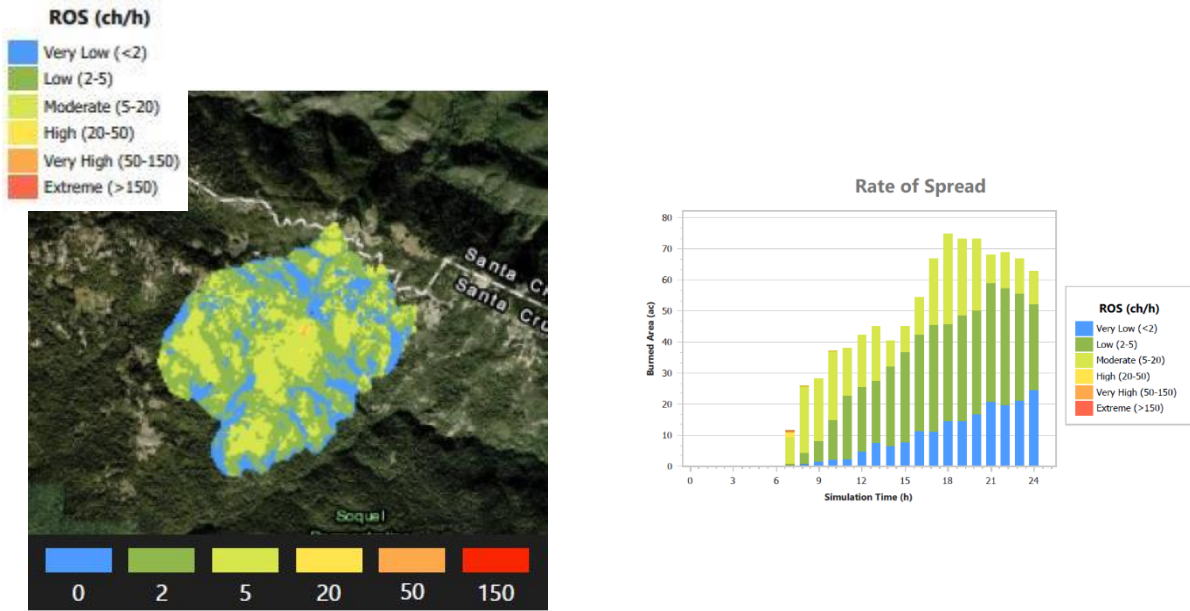 ROS (ch/h)
Very Low (<2)
Low (2-5)
Moderate (5-20)
High (20-50)
Very High (50-150)
Extreme (>150)
Santa Cr
Santa Cru
Soquel
0 2 5 20 50 150
Rate of Spread
Burned Area (ac)
80
70
60
50
40
30
20
10
0
0 3 6 9 12 15 18 21 24
Simulation Time (h)
ROS (ch/h)
Very Low (<2)
Low (2-5)
Moderate (5-20)
High (20-50)
Very High (50-150)
Extreme (>150)